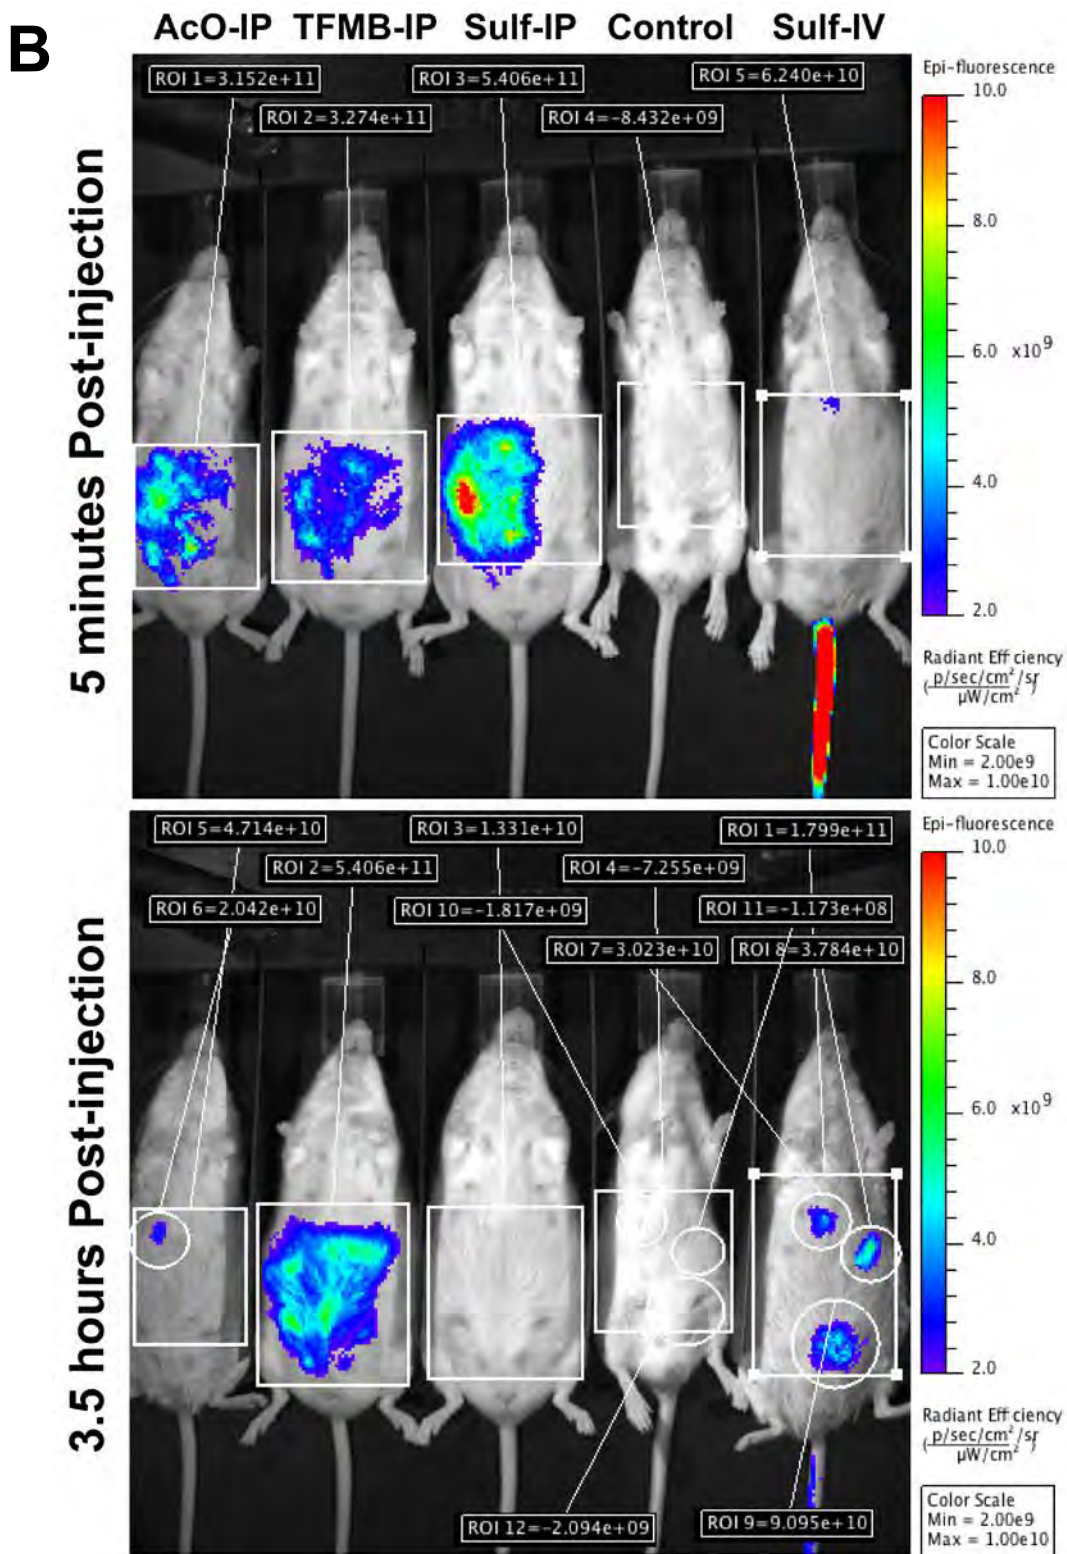 B
AcO-IP TFMB-IP Sulf-IP Control Sulf-IV
5 minutes Post-injection
ROI 1=3.152e+11
ROI 3=5.406e+11
ROI 5=6.240e+10
ROI 2=3.274e+11
ROI 4=-8.432e+09
Epi-fluorescence
10.0
8.0
6.0 x10^9
4.0
2.0
Radiant Efficiency
(p/sec/cm²/sr
µW/cm² )
Color Scale
Min = 2.00e9
Max = 1.00e10
3.5 hours Post-injection
ROI 5=4.714e+10
ROI 3=1.331e+10
ROI 1=1.799e+11
ROI 2=5.406e+11
ROI 4=-7.255e+09
ROI 6=2.042e+10
ROI 10=-1.817e+09
ROI 11=-1.173e+08
ROI 7=3.023e+10
ROI 8=3.784e+10
ROI 12=-2.094e+09
ROI 9=9.095e+10
Epi-fluorescence
10.0
8.0
6.0 x10^9
4.0
2.0
Radiant Efficiency
(p/sec/cm²/sr
µW/cm² )
Color Scale
Min = 2.00e9
Max = 1.00e10